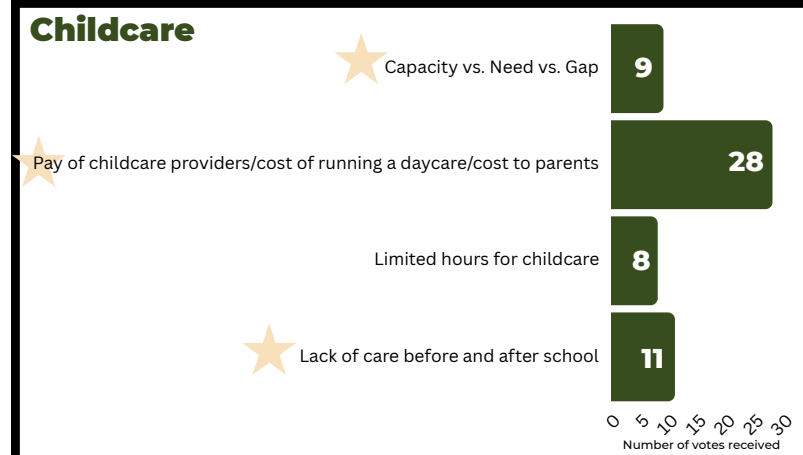 Childcare
Capacity vs. Need vs. Gap
9
Pay of childcare providers/cost of running a daycare/cost to parents
28
Limited hours for childcare
8
Lack of care before and after school
11
0 5 10 15 20 25 30
Number of votes received